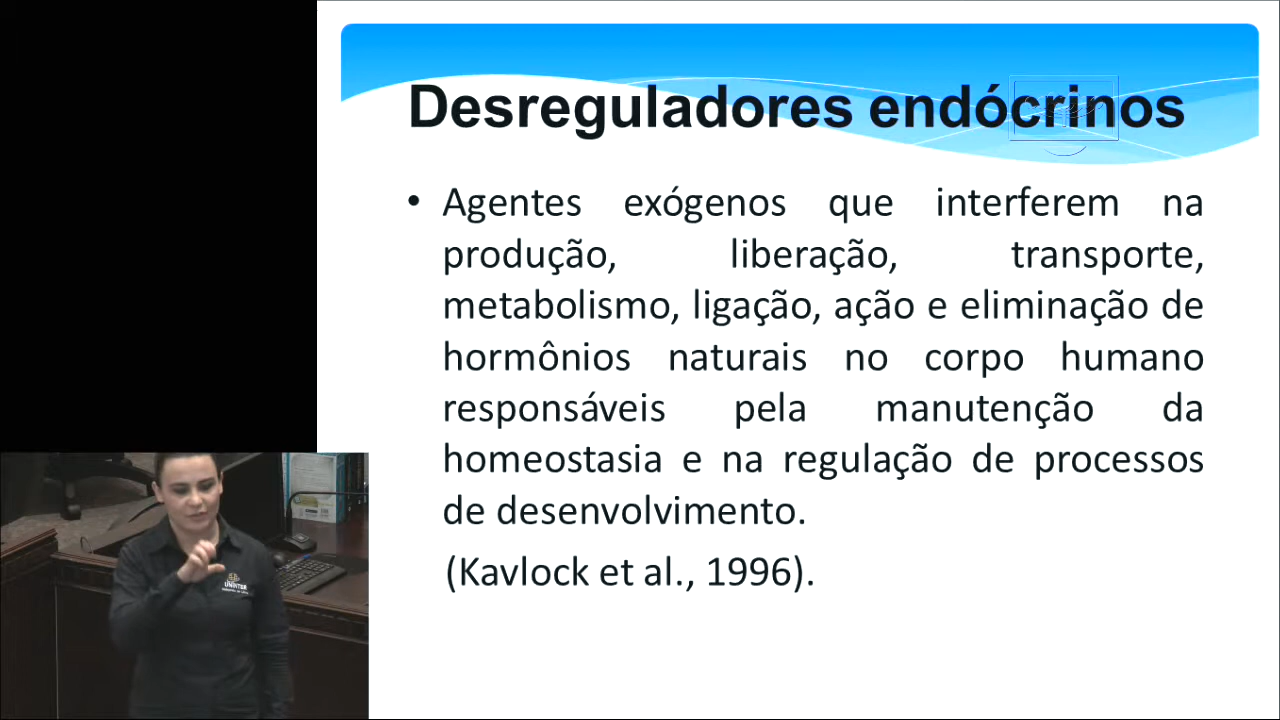 Desreguladores endócrinos
• Agentes exógenos que interferem na
produção, liberação, transporte,
metabolismo, ligação, ação e eliminação de
hormônios naturais no corpo humano
responsáveis pela manutenção da
homeostasia e na regulação de processos
de desenvolvimento.
(Kavlock et al., 1996).
UNINTER